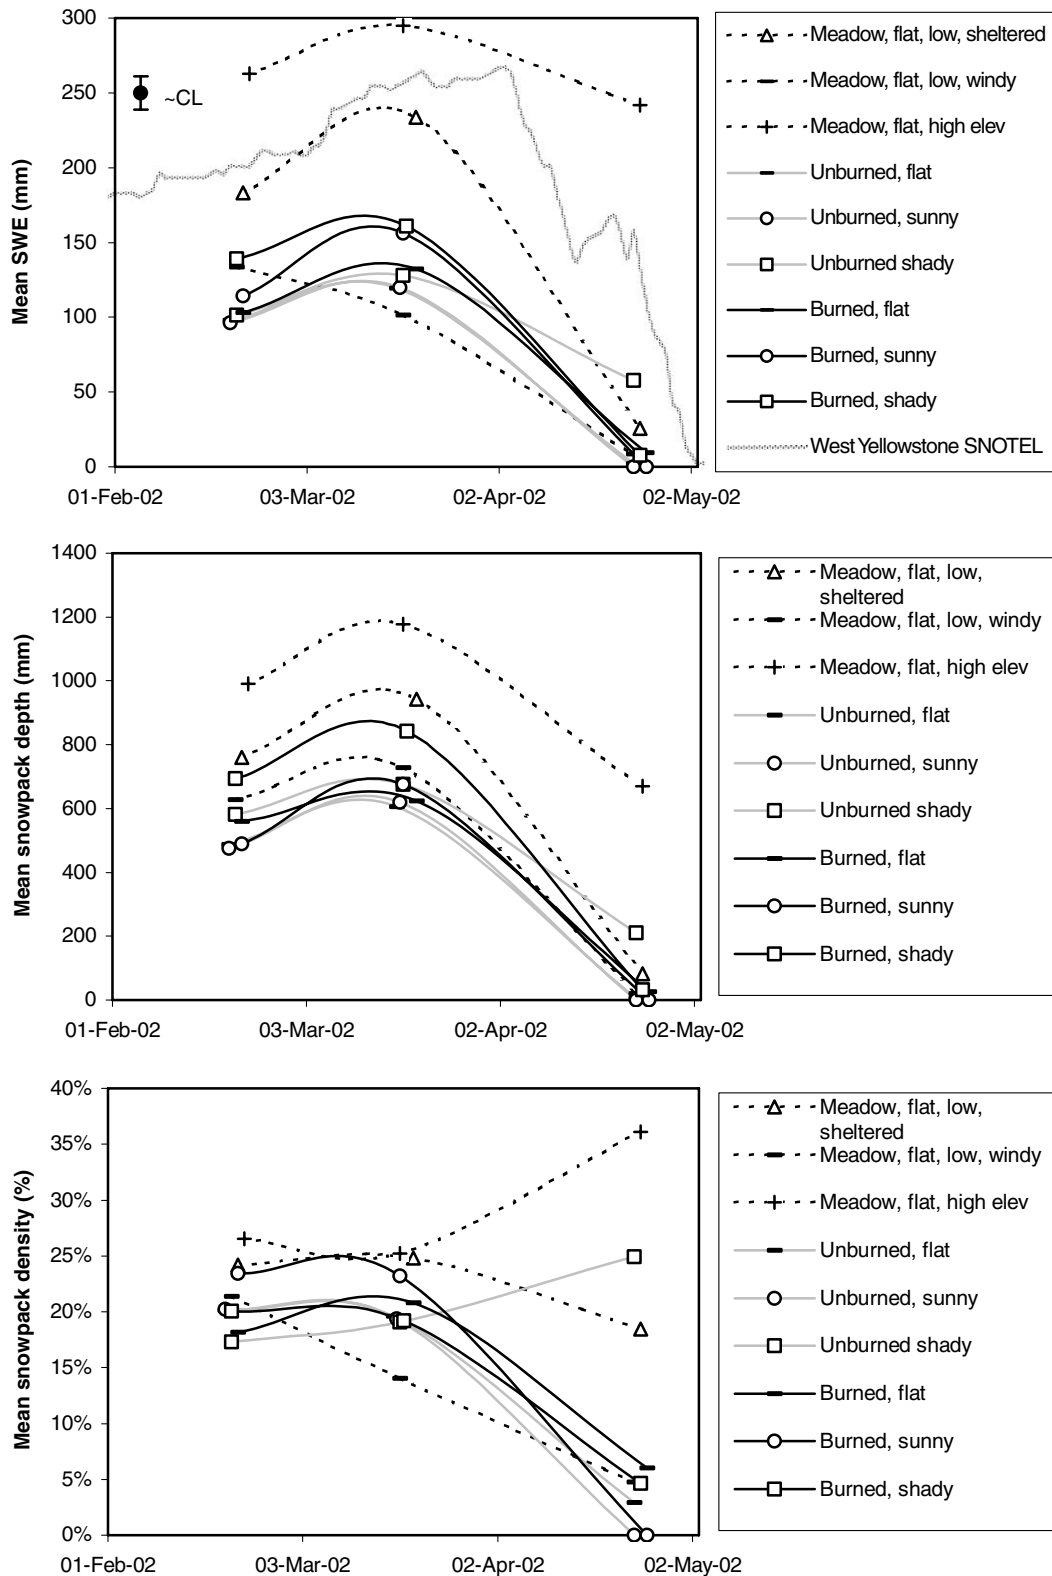 300
250
200
150
100
50
0
Mean SWE (mm)
~CL
01-Feb-02
03-Mar-02
02-Apr-02
02-May-02
Meadow, flat, low, sheltered
Meadow, flat, low, windy
Meadow, flat, high elev
Unburned, flat
Unburned, sunny
Unburned shady
Burned, flat
Burned, sunny
Burned, shady
West Yellowstone SNOTEL
1400
1200
1000
800
600
400
200
0
Mean snowpack depth (mm)
01-Feb-02
03-Mar-02
02-Apr-02
02-May-02
Meadow, flat, low,
sheltered
Meadow, flat, low, windy
Meadow, flat, high elev
Unburned, flat
Unburned, sunny
Unburned shady
Burned, flat
Burned, sunny
Burned, shady
40%
35%
30%
25%
20%
15%
10%
5%
0%
Mean snowpack density (%)
01-Feb-02
03-Mar-02
02-Apr-02
02-May-02
Meadow, flat, low,
sheltered
Meadow, flat, low, windy
Meadow, flat, high elev
Unburned, flat
Unburned, sunny
Unburned shady
Burned, flat
Burned, sunny
Burned, shady